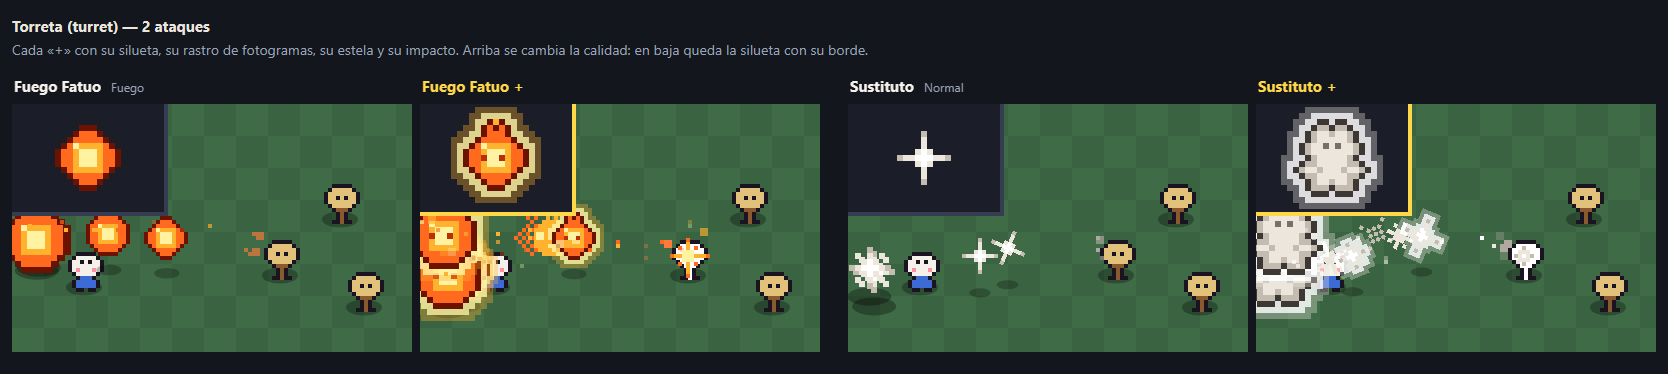 Torreta (turret) — 2 ataques
Cada «+» con su silueta, su rastro de fotogramas, su estela y su impacto. Arriba se cambia la calidad: en baja queda la silueta con su borde.
Fuego Fatuo Fuego
Fuego Fatuo +
Sustituto Normal
Sustituto +